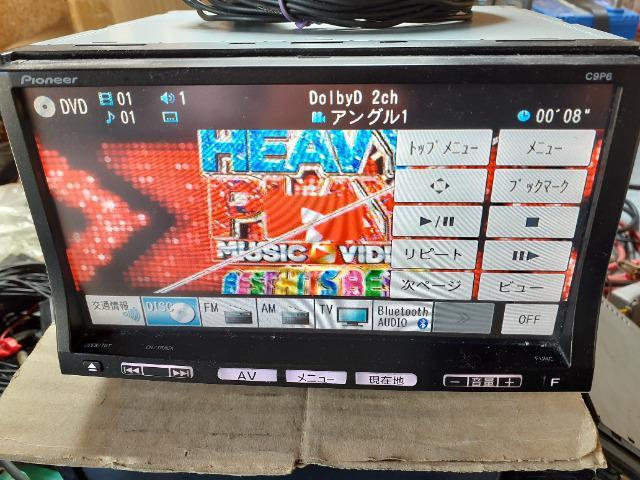 Pioneer
C9P6
DVD 01 1 DolbyD 2ch
01 アングル1 00'08"
HEAV
トップメニュー メニュー
ブックマーク
▶/II ■
MUSIC VIDE
リピート II▶
次ページ ビュー
交通情報 DISC FM AM TV Bluetooth AUDIO OFF
AV メニュー 現在地 － 音量 ＋ F